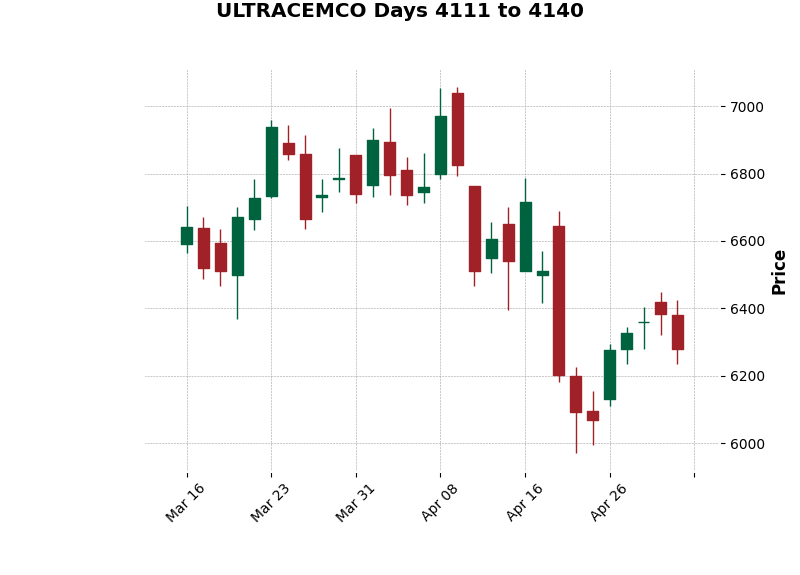 ULTRACEMCO Days 4111 to 4140
7000
6800
6600
6400
6200
6000
Price
Mar 16
Mar 23
Mar 31
Apr 08
Apr 16
Apr 26